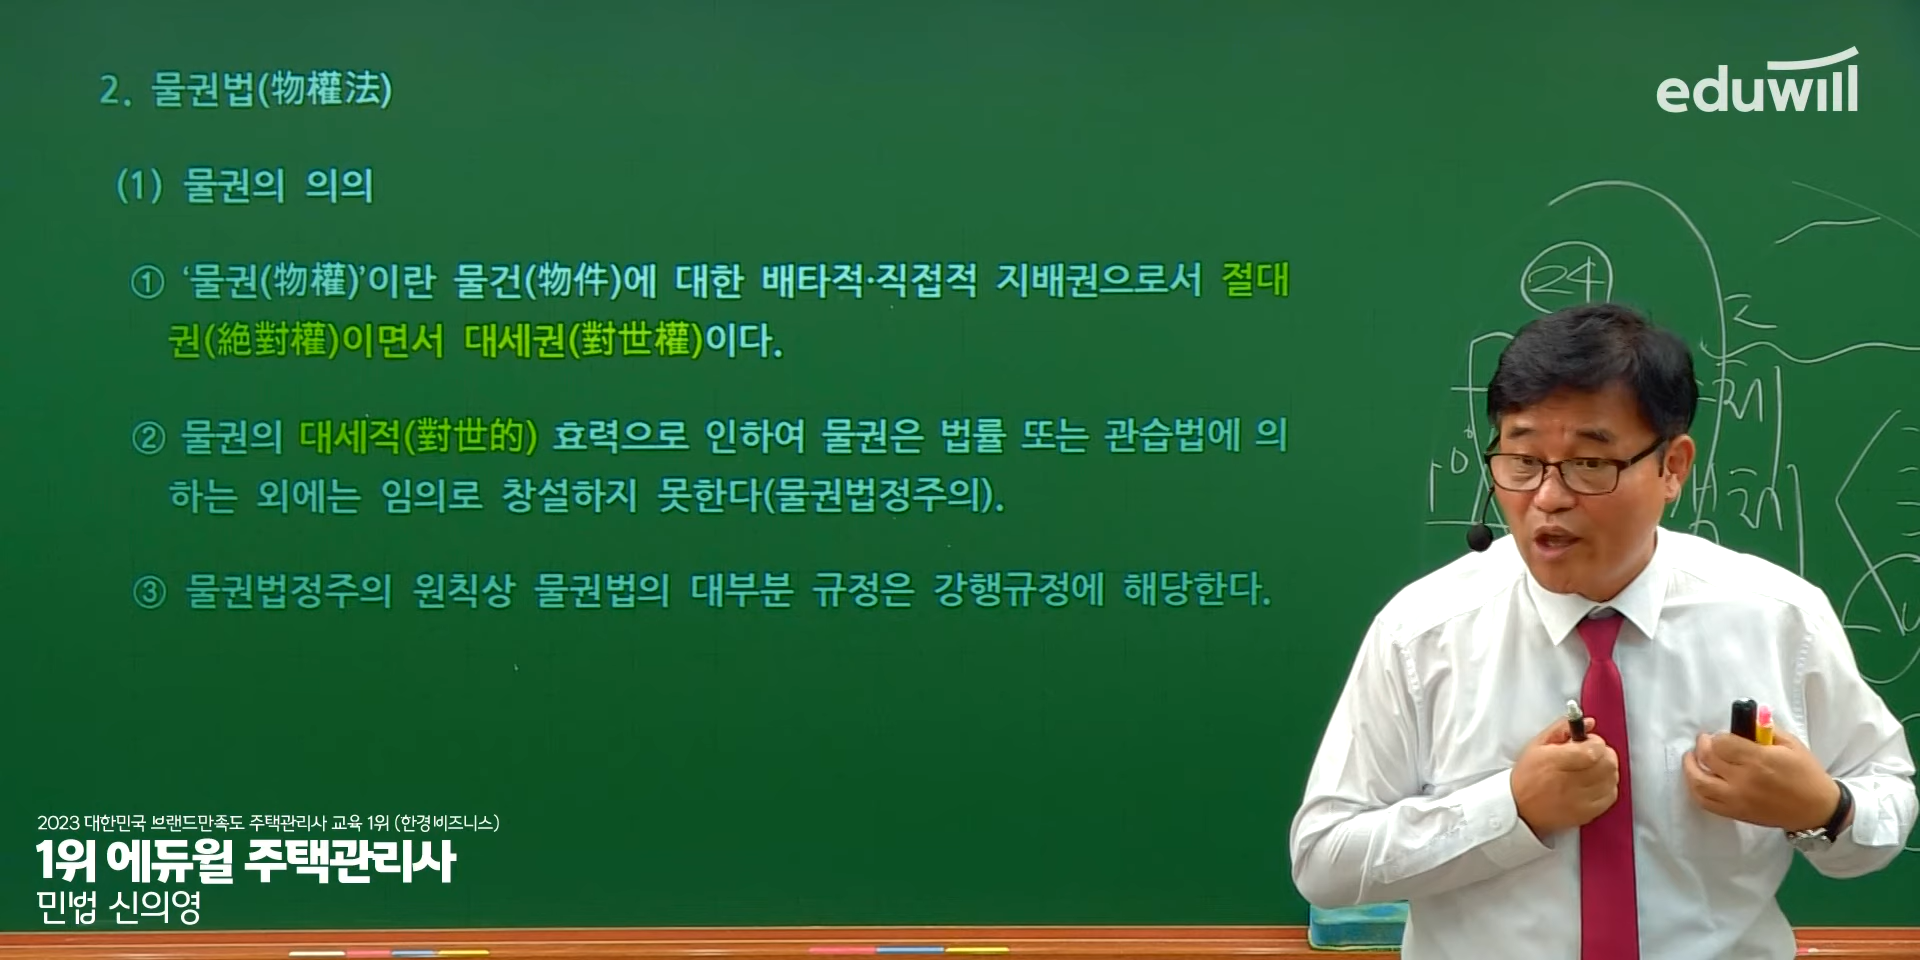 2. 물권법(物權法)
(1) 물권의 의의
① ‘물권(物權)’이란 물건(物件)에 대한 배타적·직접적 지배권으로서 절대
권(絶對權)이면서 대세권(對世權)이다.
② 물권의 대세적(對世的) 효력으로 인하여 물권은 법률 또는 관습법에 의
하는 외에는 임의로 창설하지 못한다(물권법정주의).
③ 물권법정주의 원칙상 물권법의 대부분 규정은 강행규정에 해당한다.
eduwill
24
2023 대한민국 브랜드만족도 주택관리사 교육 1위 (한경비즈니스)
1위 에듀윌 주택관리사
민법 신의영